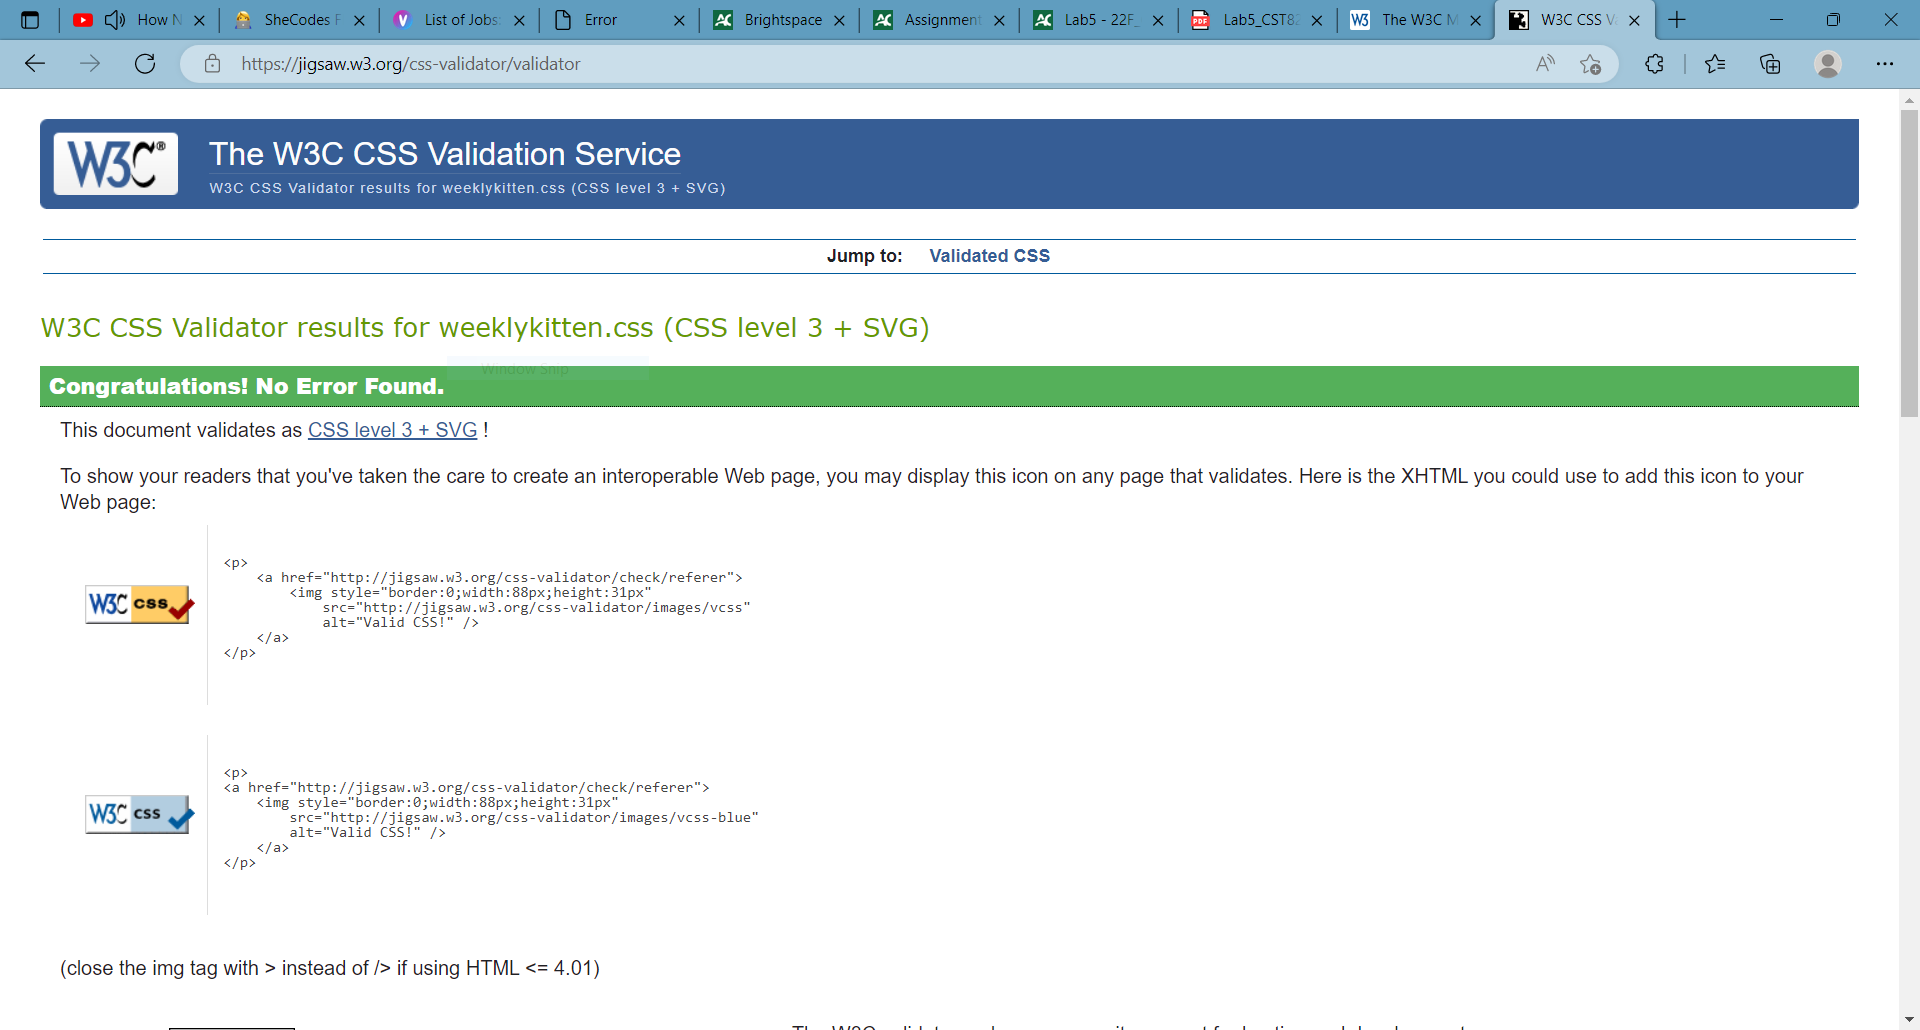 How N
SheCodes F
List of Jobs
Error
Brightspace
Assignment
Lab5 - 22F_
Lab5_CST82
The W3C M
W3C CSS Va
https://jigsaw.w3.org/css-validator/validator
W3C®
The W3C CSS Validation Service
W3C CSS Validator results for weeklykitten.css (CSS level 3 + SVG)
Jump to: Validated CSS
W3C CSS Validator results for weeklykitten.css (CSS level 3 + SVG)
Window Snip
Congratulations! No Error Found.
This document validates as CSS level 3 + SVG !
To show your readers that you've taken the care to create an interoperable Web page, you may display this icon on any page that validates. Here is the XHTML you could use to add this icon to your
Web page:
<p>
<a href="http://jigsaw.w3.org/css-validator/check/referer">
<img style="border:0;width:88px;height:31px"
src="http://jigsaw.w3.org/css-validator/images/vcss"
alt="Valid CSS!" />
</a>
</p>
W3C css
<p>
<a href="http://jigsaw.w3.org/css-validator/check/referer">
<img style="border:0;width:88px;height:31px"
src="http://jigsaw.w3.org/css-validator/images/vcss-blue"
alt="Valid CSS!" />
</a>
</p>
W3C css
(close the img tag with > instead of /> if using HTML <= 4.01)